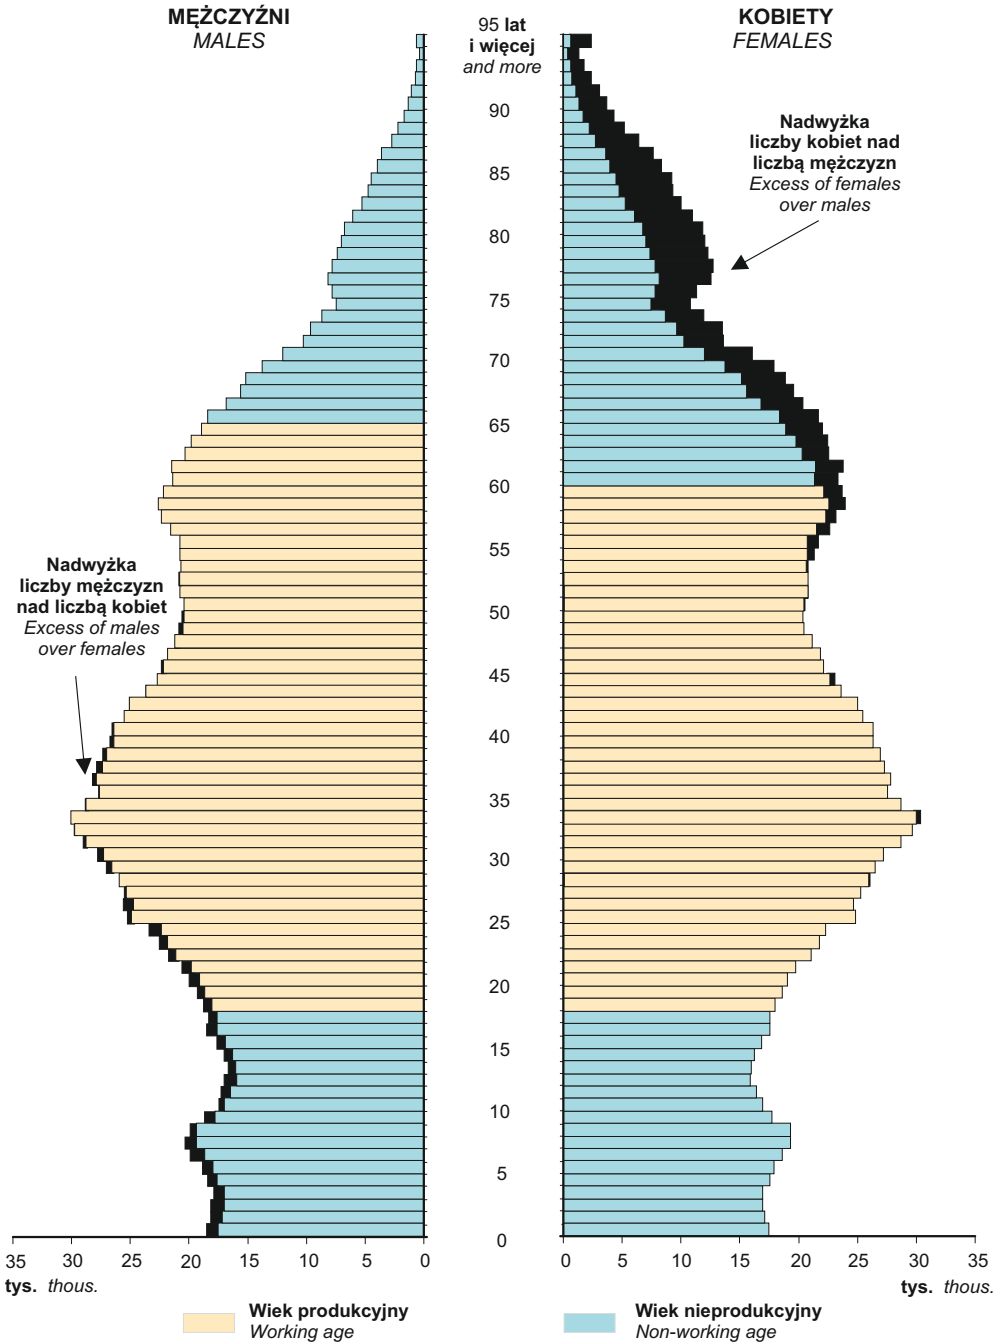 MĘŻCZYŹNI
MALES
95 lat
i więcej
and more
KOBIETY
FEMALES
Nadwyżka
liczby kobiet nad
liczbą mężczyzn
Excess of females
over males
Nadwyżka
liczby mężczyzn
nad liczbą kobiet
Excess of males
over females
90
85
80
75
70
65
60
55
50
45
40
35
30
25
20
15
10
5
0
35 30 25 20 15 10 5 0
tys. thous.
0 5 10 15 20 25 30 35
tys. thous.
Wiek produkcyjny
Working age
Wiek nieprodukcyjny
Non-working age